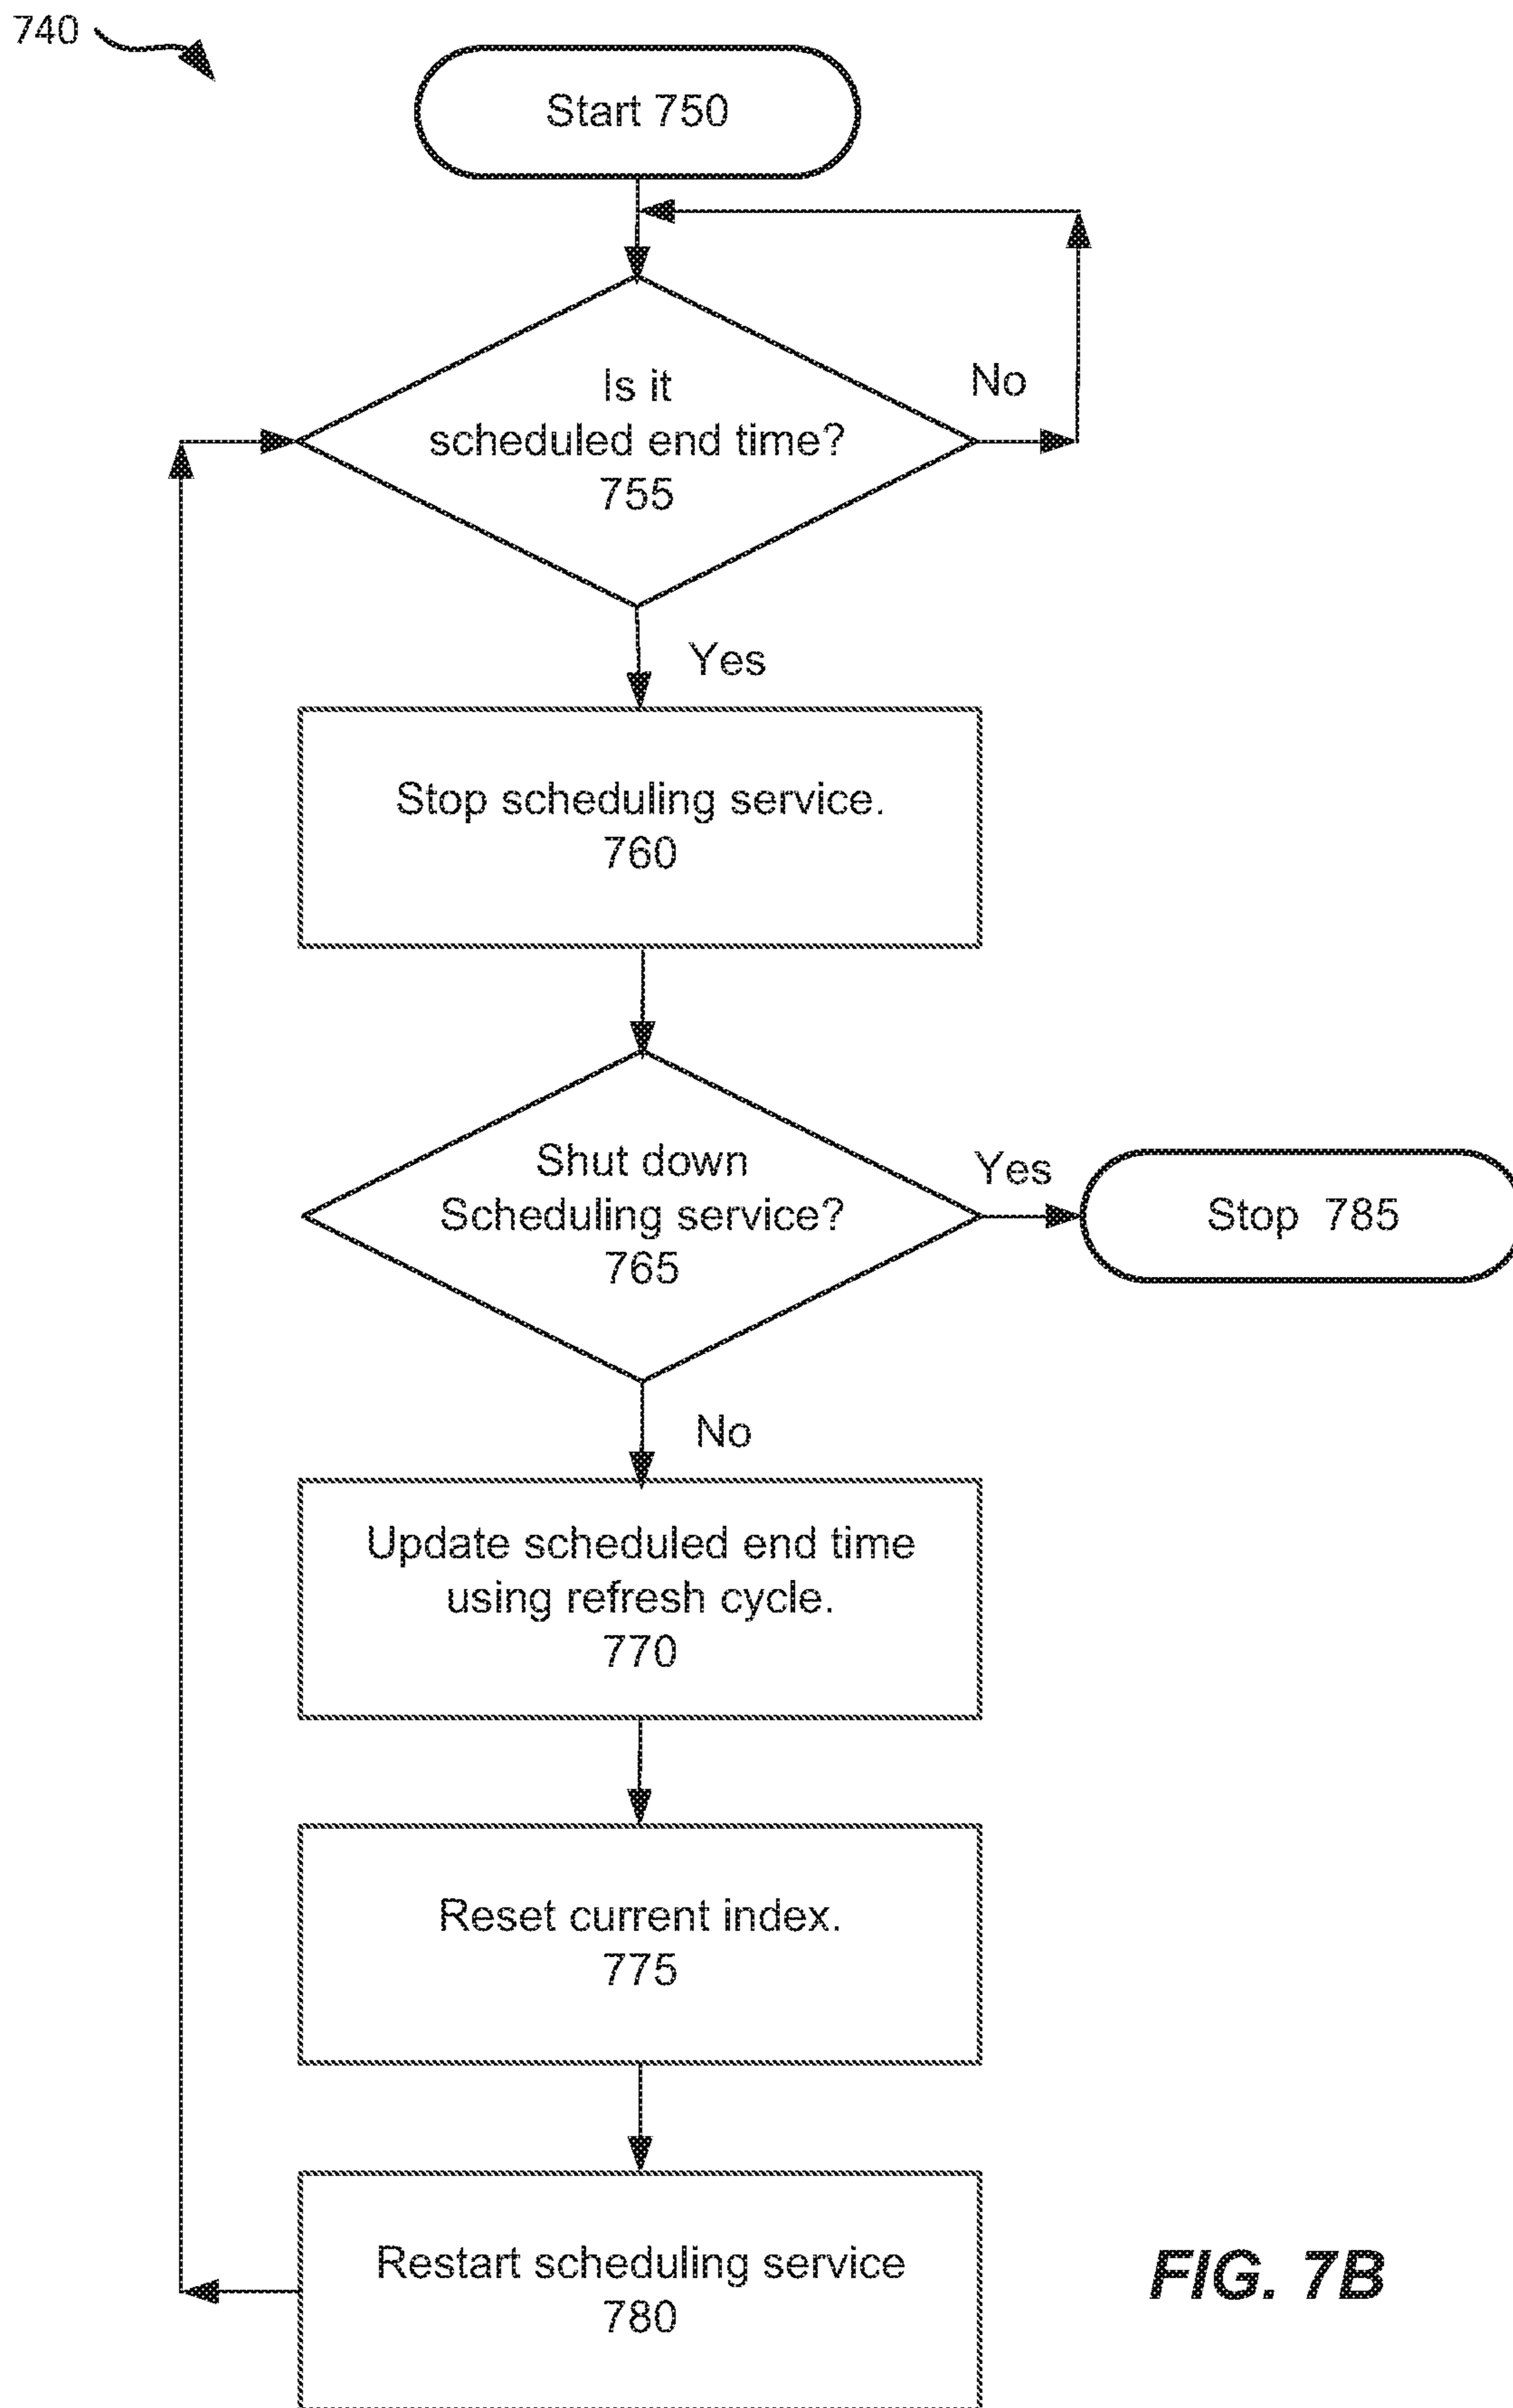 740
Start 750
Is it
scheduled end time?
755
No
Yes
Stop scheduling service.
760
Shut down
Scheduling service?
765
Yes
Stop 785
No
Update scheduled end time
using refresh cycle.
770
Reset current index.
775
Restart scheduling service
780
FIG. 7B